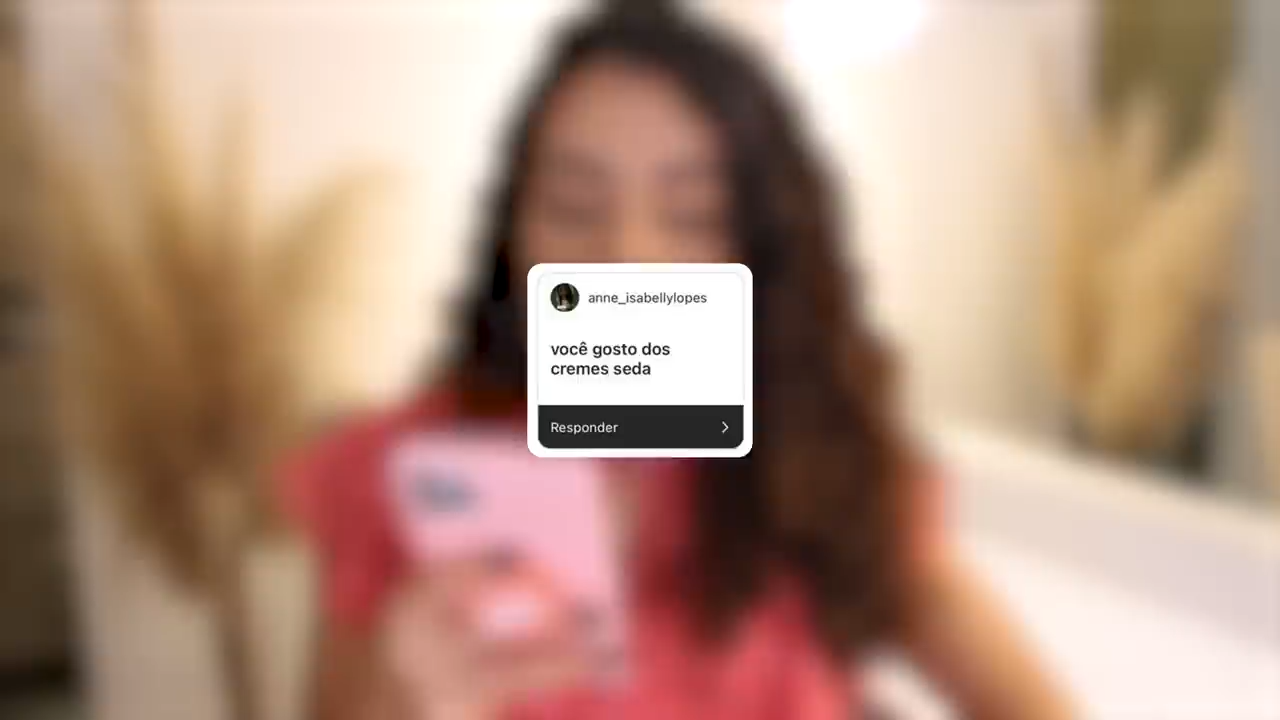 anne_isabellylopes
você gosto dos
cremes seda
Responder